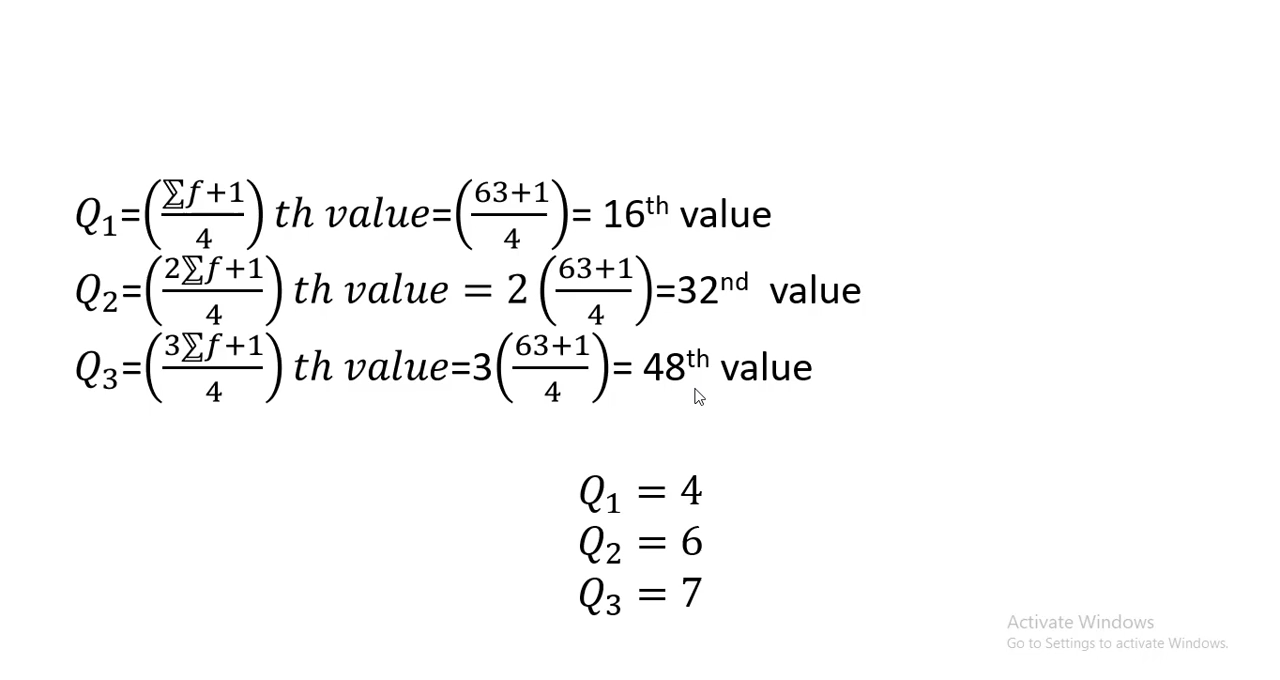 Q₁=((∑f+1)/4) th value=((63+1)/4)= 16ᵗʰ value
Q₂=((2∑f+1)/4) th value = 2((63+1)/4)=32ⁿᵈ value
Q₃=((3∑f+1)/4) th value=3((63+1)/4)= 48ᵗʰ value
Q₁ = 4
Q₂ = 6
Q₃ = 7
Activate Windows
Go to Settings to activate Windows.